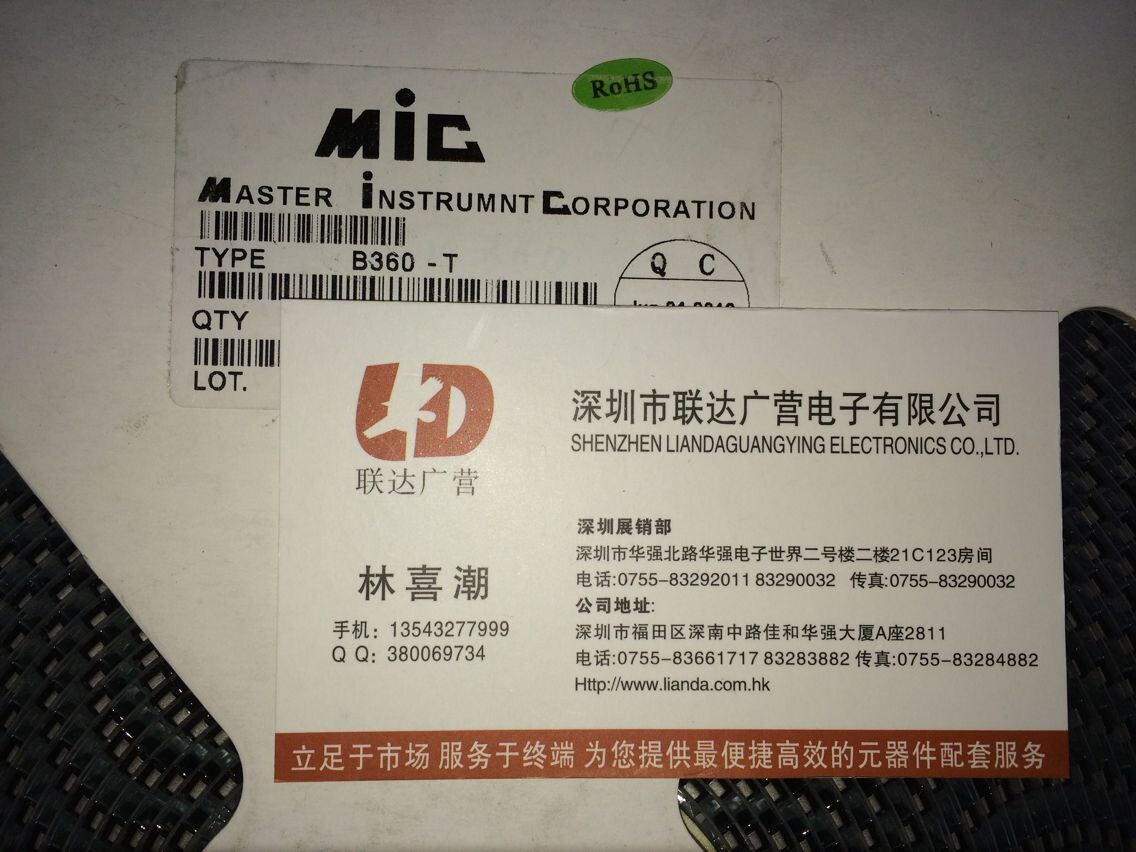 RoHS
MiC
MASTER iNSTRUMNT CORPORATION
TYPE B360 -T
Q C
QTY
LOT.
LD
联达广营
深圳市联达广营电子有限公司
SHENZHEN LIANDAGUANGYING ELECTRONICS CO.,LTD.
林喜潮
手机：13543277999
Q Q：380069734
深圳展销部
深圳市华强北路华强电子世界二号楼二楼21C123房间
电话:0755-83292011 83290032 传真:0755-83290032
公司地址:
深圳市福田区深南中路佳和华强大厦A座2811
电话:0755-83661717 83283882 传真:0755-83284882
Http://www.lianda.com.hk
立足于市场 服务于终端 为您提供最便捷高效的元器件配套服务